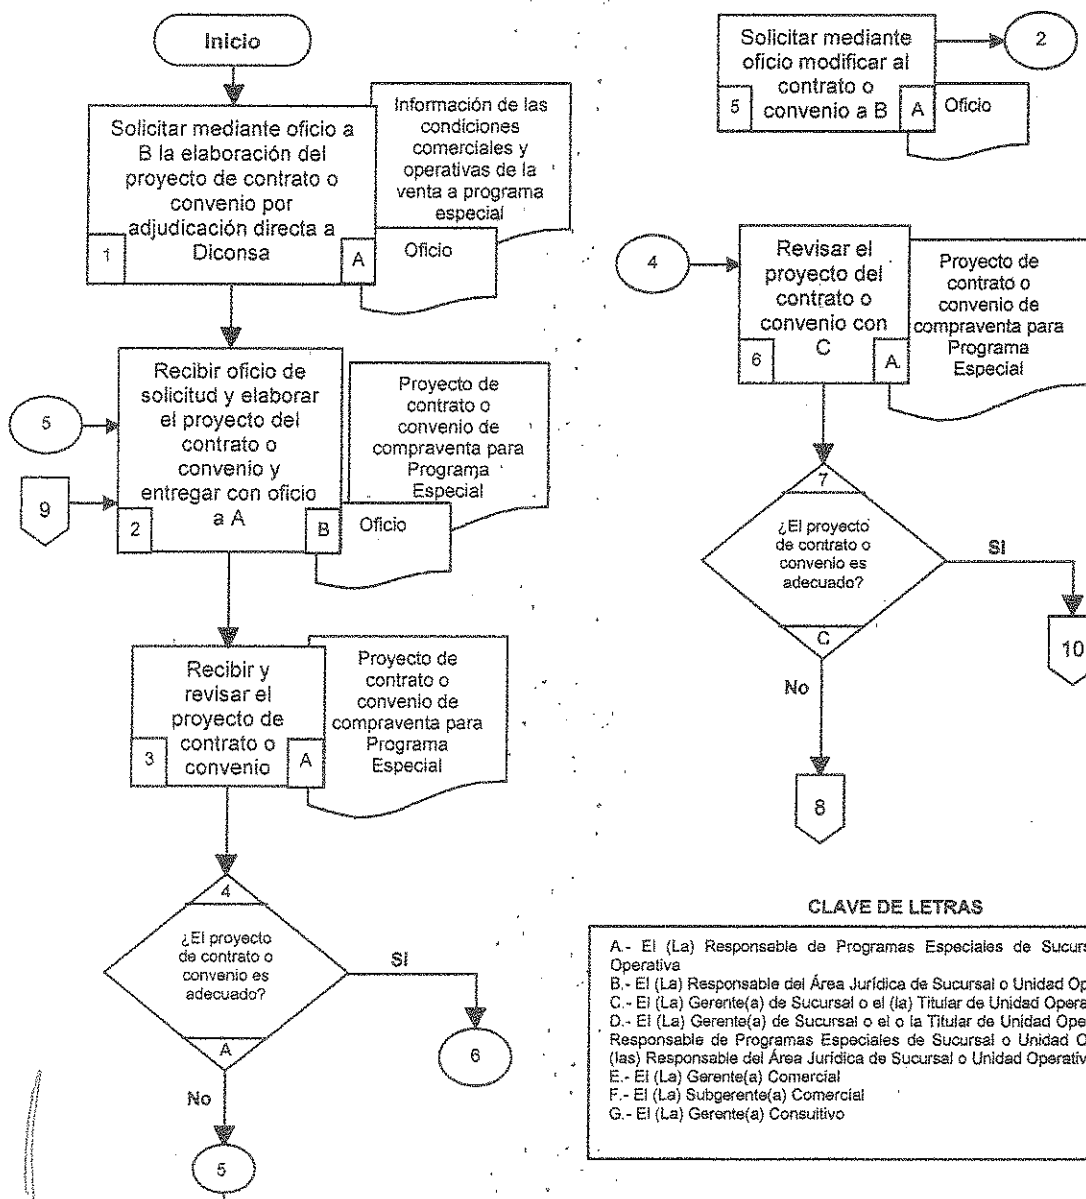 Inicio
Solicitar mediante oficio a
B la elaboración del
proyecto de contrato o
convenio por
adjudicación directa a
Diconsa
1
A
Información de las
condiciones
comerciales y
operativas de la
venta a programa
especial
Oficio
5
9
Recibir oficio de
solicitud y elaborar
el proyecto del
contrato o
convenio y
entregar con oficio
a A
2
B
Proyecto de
contrato o
convenio de
compraventa para
Programa
Especial
Oficio
Recibir y
revisar el
proyecto de
contrato o
convenio
3
A
Proyecto de
contrato o
convenio de
compraventa para
Programa
Especial
4
¿El proyecto
de contrato o
convenio es
adecuado?
A
SI
6
No
5
Solicitar mediante
oficio modificar al
contrato o
convenio a B
5
A
Oficio
2
4
Revisar el
proyecto del
contrato o
convenio con
C
6
A
Proyecto de
contrato o
convenio de
compraventa para
Programa
Especial
7
¿El proyecto
de contrato o
convenio es
adecuado?
C
SI
10
No
8
CLAVE DE LETRAS
A.- El (La) Responsable de Programas Especiales de Sucurs
Operativa
B.- El (La) Responsable del Área Jurídica de Sucursal o Unidad Op
C.- El (La) Gerente(a) de Sucursal o el (la) Titular de Unidad Opera
D.- El (La) Gerente(a) de Sucursal o el o la Titular de Unidad Ope
Responsable de Programas Especiales de Sucursal o Unidad O
(las) Responsable del Área Jurídica de Sucursal o Unidad Operativ
E.- El (La) Gerente(a) Comercial
F.- El (La) Subgerente(a) Comercial
G.- El (La) Gerente(a) Consultivo